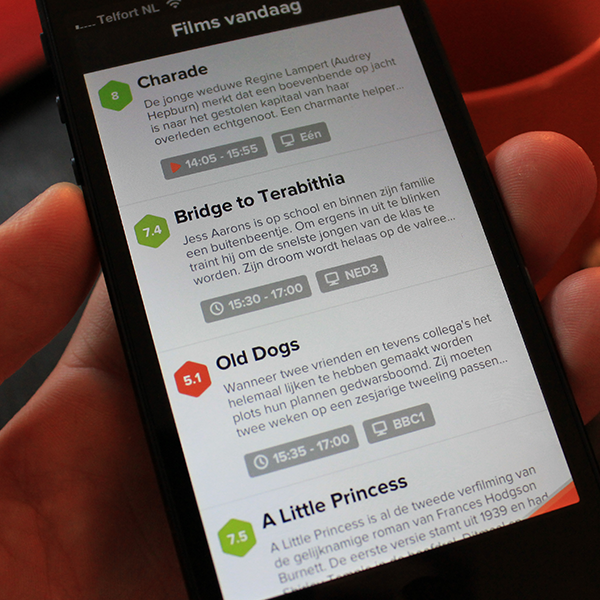 Telfort NL
Films vandaag
8
Charade
De jonge weduwe Regine Lampert (Audrey
Hepburn) merkt dat een boevenbende op jacht
is naar het gestolen kapitaal van haar
overleden echtgenoot. Een charmante helper...
14:05 - 15:55
Eén
7.4
Bridge to Terabithia
Jess Aarons is op school en binnen zijn familie
een buitenbeentje. Om ergens in uit te blinken
traint hij om de snelste jongen van de klas te
worden. Zijn droom wordt helaas op de valree...
15:30 - 17:00
NED3
5.1
Old Dogs
Wanneer twee vrienden en tevens collega's het
helemaal lijken te hebben gemaakt worden
plots hun plannen gedwarsboomd. Zij moeten
twee weken op een zesjarige tweeling passen...
15:35 - 17:00
BBC1
7.5
A Little Princess
A Little Princess is al de tweede verfilming van
de gelijknamige roman van Frances Hodgson
Burnett. De eerste versie stamt uit 1939 en had